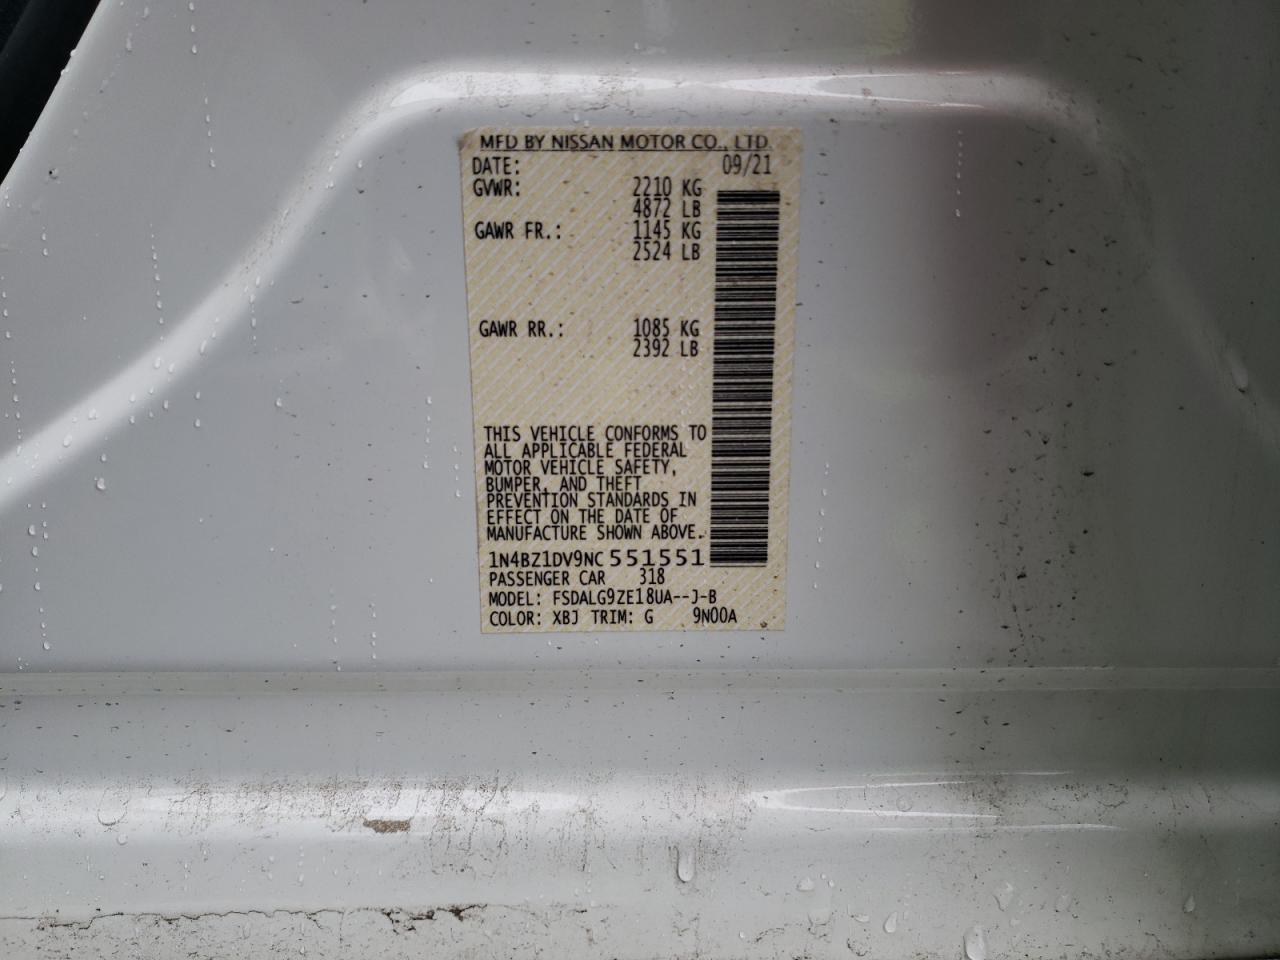 MFD BY NISSAN MOTOR CO., LTD.
DATE: 09/21
GVWR: 2210 KG
4872 LB
GAWR FR.: 1145 KG
2524 LB
GAWR RR.: 1085 KG
2392 LB
THIS VEHICLE CONFORMS TO
ALL APPLICABLE FEDERAL
MOTOR VEHICLE SAFETY,
BUMPER, AND THEFT
PREVENTION STANDARDS IN
EFFECT ON THE DATE OF
MANUFACTURE SHOWN ABOVE.
1N4BZ1DV9NC551551
PASSENGER CAR 318
MODEL: FSDALG9ZE18UA--J-B
COLOR: XBJ TRIM: G 9N00A